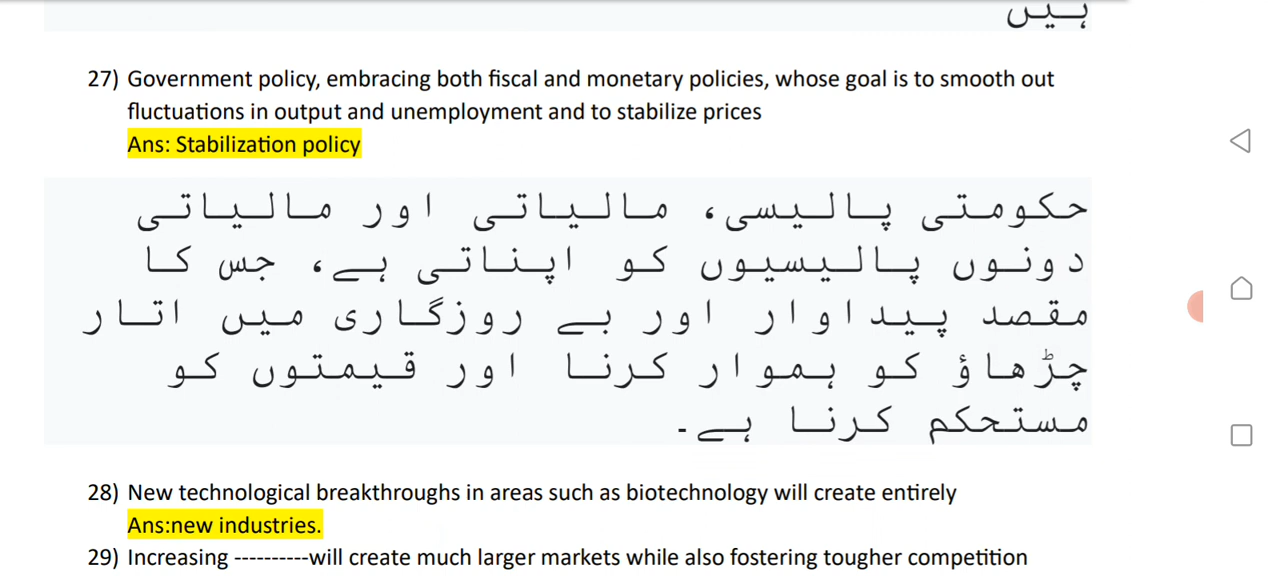 ہیں
27) Government policy, embracing both fiscal and monetary policies, whose goal is to smooth out
fluctuations in output and unemployment and to stabilize prices
Ans: Stabilization policy
حکومتی پالیسی، مالیاتی اور مالیاتی
دونوں پالیسیوں کو اپناتی ہے، جس کا
مقصد پیداوار اور بے روزگاری میں اتار
چڑھاؤ کو ہموار کرنا اور قیمتوں کو
مستحکم کرنا ہے۔
28) New technological breakthroughs in areas such as biotechnology will create entirely
Ans:new industries.
29) Increasing ----------will create much larger markets while also fostering tougher competition